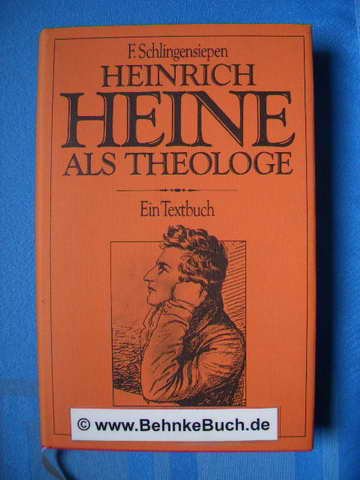 F. Schlingensiepen
HEINRICH
HEINE
ALS THEOLOGE
Ein Textbuch
© www.BehnkeBuch.de